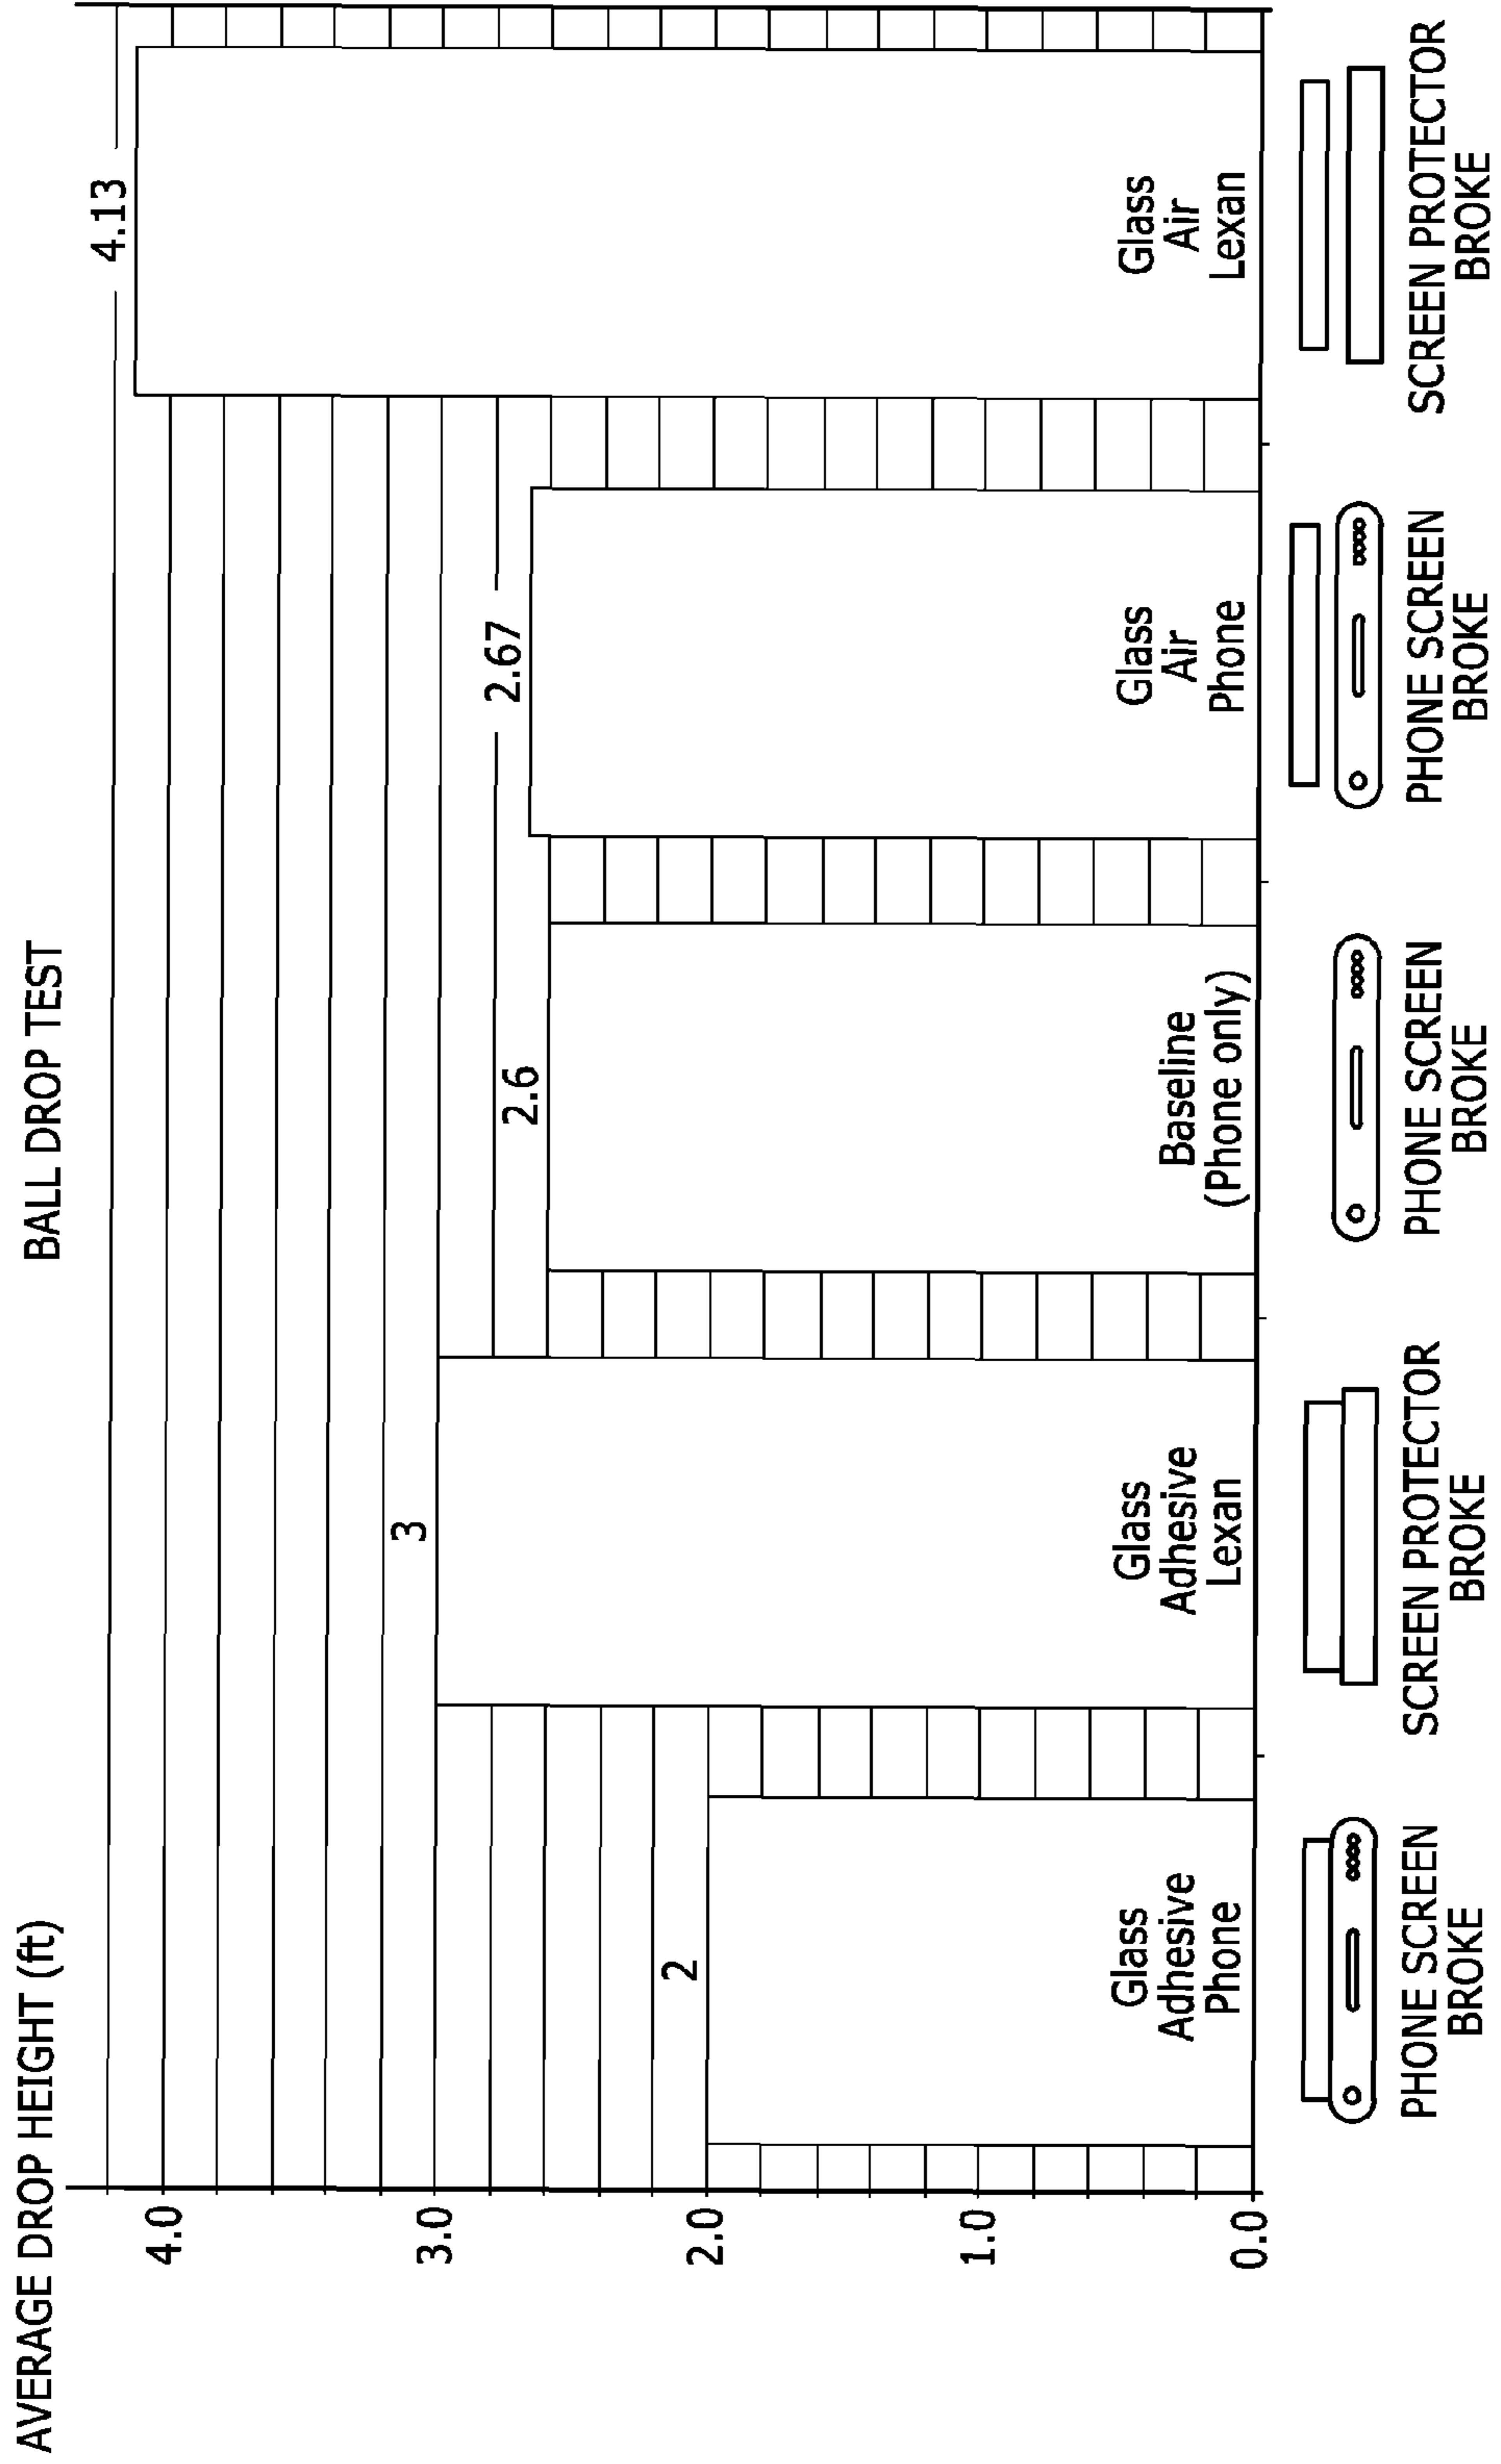 BALL DROP TEST
AVERAGE DROP HEIGHT (ft)
4.0
3.0
2.0
1.0
0.0
2
3
2.6
2.67
4.13
Glass
Adhesive
Phone
Glass
Adhesive
Lexan
Baseline
(Phone only)
Glass
Air
Phone
Glass
Air
Lexan
PHONE SCREEN
BROKE
SCREEN PROTECTOR
BROKE
PHONE SCREEN
BROKE
PHONE SCREEN
BROKE
SCREEN PROTECTOR
BROKE